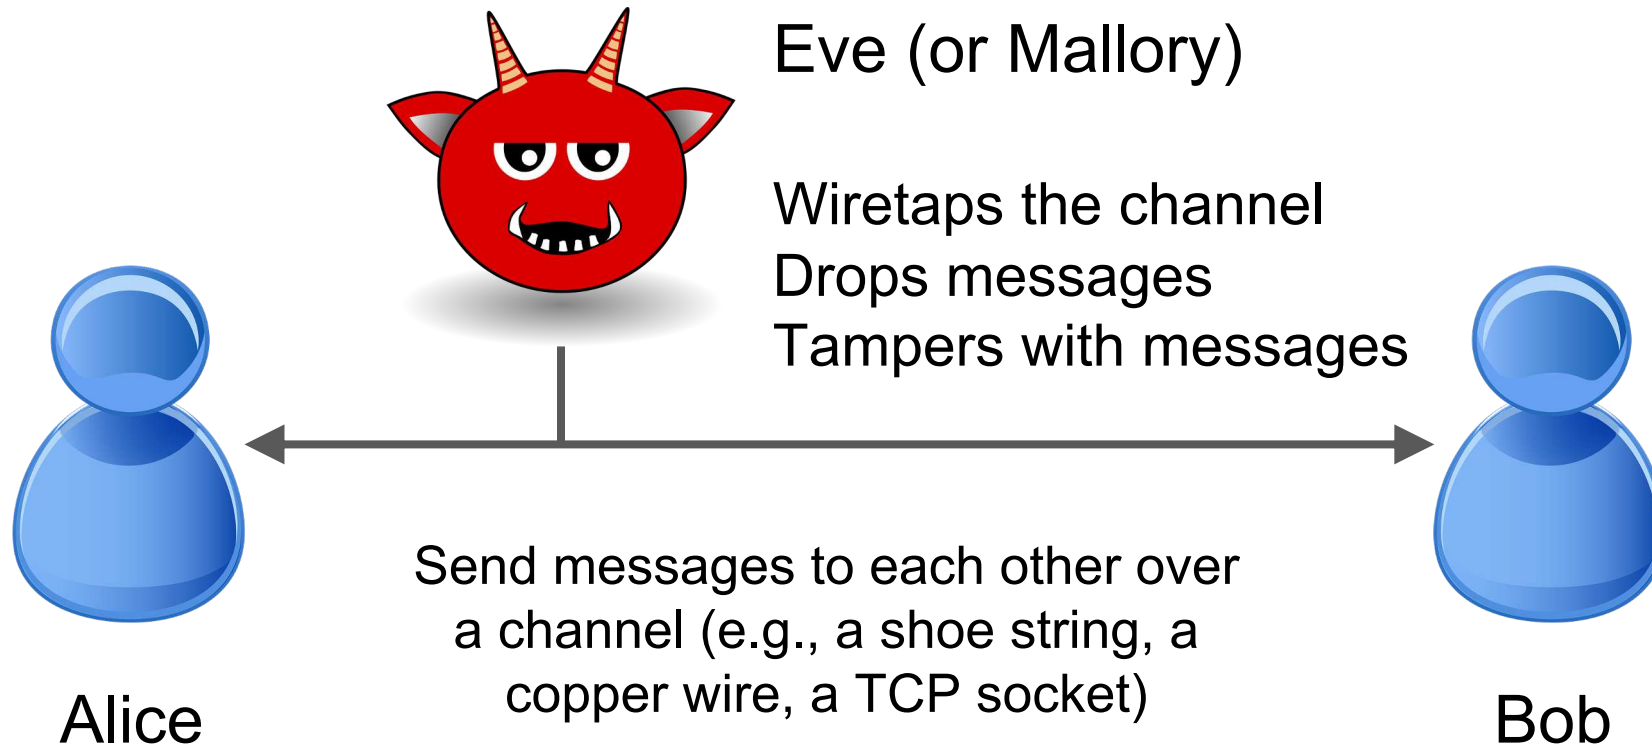 Eve (or Mallory)
Wiretaps the channel
Drops messages
Tampers with messages
Send messages to each other over
a channel (e.g., a shoe string, a
copper wire, a TCP socket)
Alice
Bob